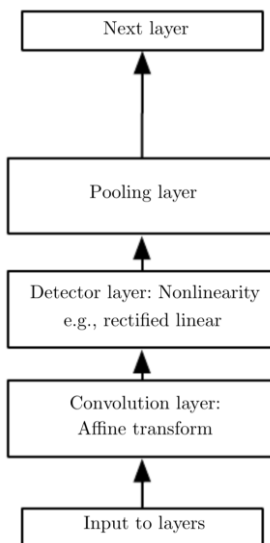 Next layer
Pooling layer
Detector layer: Nonlinearity
e.g., rectified linear
Convolution layer:
Affine transform
Input to layers